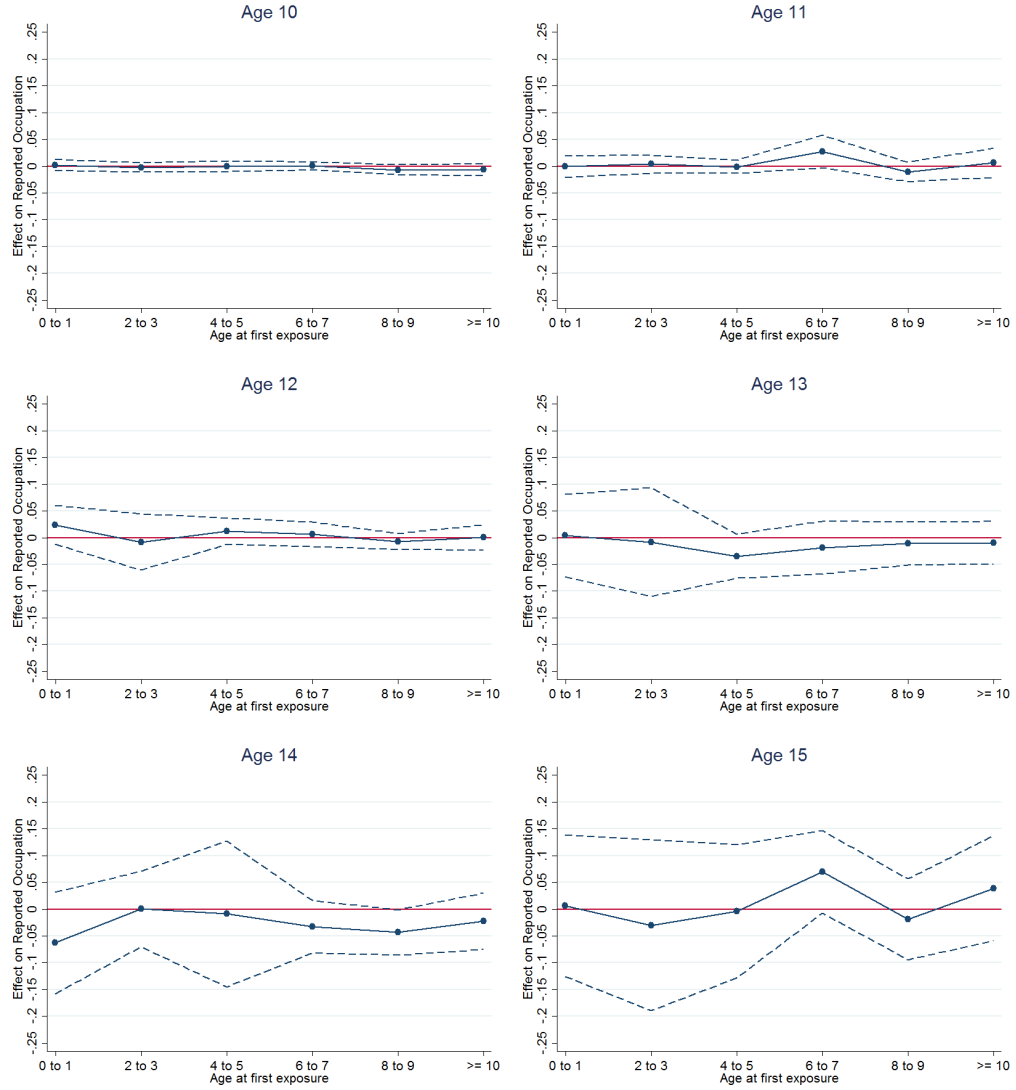 Age 10
Effect on Reported Occupation
.25
.2
.15
.1
.05
0
-.05
-.1
-.15
-.2
-.25
0 to 1 2 to 3 4 to 5 6 to 7 8 to 9 >= 10
Age at first exposure
Age 11
Effect on Reported Occupation
.25
.2
.15
.1
.05
0
-.05
-.1
-.15
-.2
-.25
0 to 1 2 to 3 4 to 5 6 to 7 8 to 9 >= 10
Age at first exposure
Age 12
Effect on Reported Occupation
.25
.2
.15
.1
.05
0
-.05
-.1
-.15
-.2
-.25
0 to 1 2 to 3 4 to 5 6 to 7 8 to 9 >= 10
Age at first exposure
Age 13
Effect on Reported Occupation
.25
.2
.15
.1
.05
0
-.05
-.1
-.15
-.2
-.25
0 to 1 2 to 3 4 to 5 6 to 7 8 to 9 >= 10
Age at first exposure
Age 14
Effect on Reported Occupation
.25
.2
.15
.1
.05
0
-.05
-.1
-.15
-.2
-.25
0 to 1 2 to 3 4 to 5 6 to 7 8 to 9 >= 10
Age at first exposure
Age 15
Effect on Reported Occupation
.25
.2
.15
.1
.05
0
-.05
-.1
-.15
-.2
-.25
0 to 1 2 to 3 4 to 5 6 to 7 8 to 9 >= 10
Age at first exposure